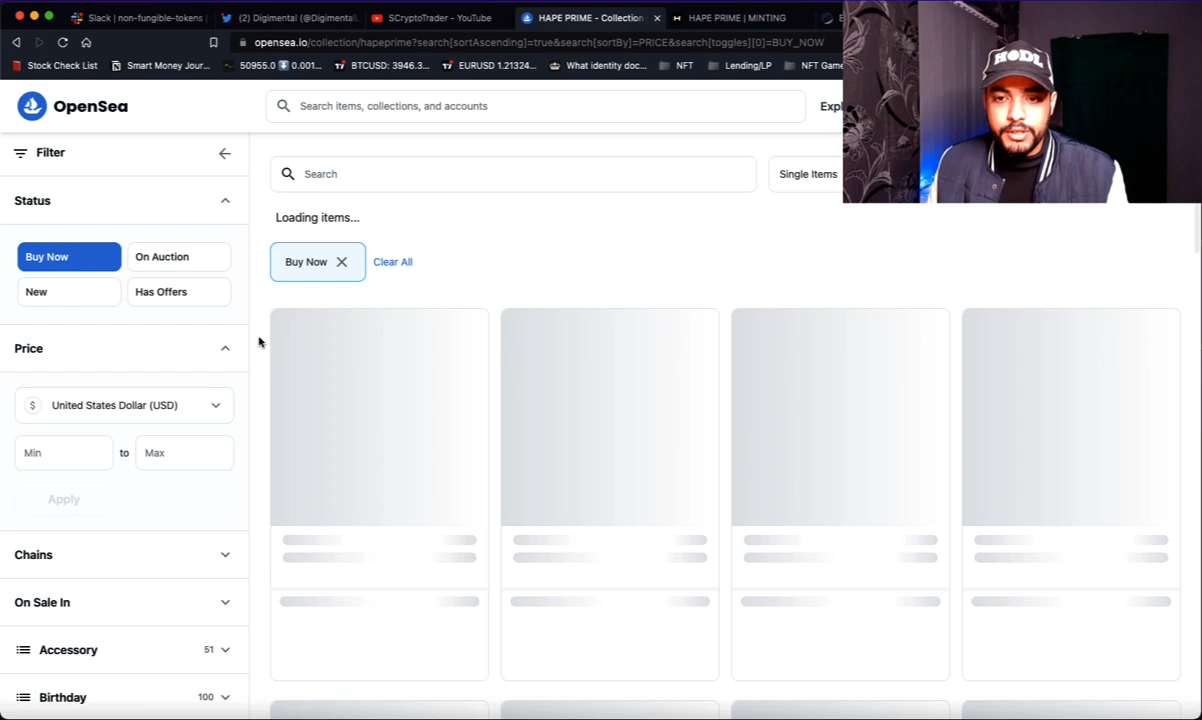 Slack | non-fungible-tokens
(2) Digimental (@Digimental
SCryptoTrader - YouTube
HAPE PRIME - Collection
HAPE PRIME | MINTING
opensea.io/collection/hapeprime?search[sortAscending]=true&search[sortBy]=PRICE&search[toggles][0]=BUY_NOW
Stock Check List
Smart Money Jour...
50955.0 0.001...
BTCUSD: 3946.3...
EURUSD 1.21324...
What identity doc...
NFT
Lending/LP
NFT Game
HODL
OpenSea
Search items, collections, and accounts
Expl
Filter
Search
Single Items
Status
Loading items...
Buy Now
On Auction
Buy Now
Clear All
New
Has Offers
Price
$ United States Dollar (USD)
Min
to
Max
Apply
Chains
On Sale In
Accessory
51
Birthday
100